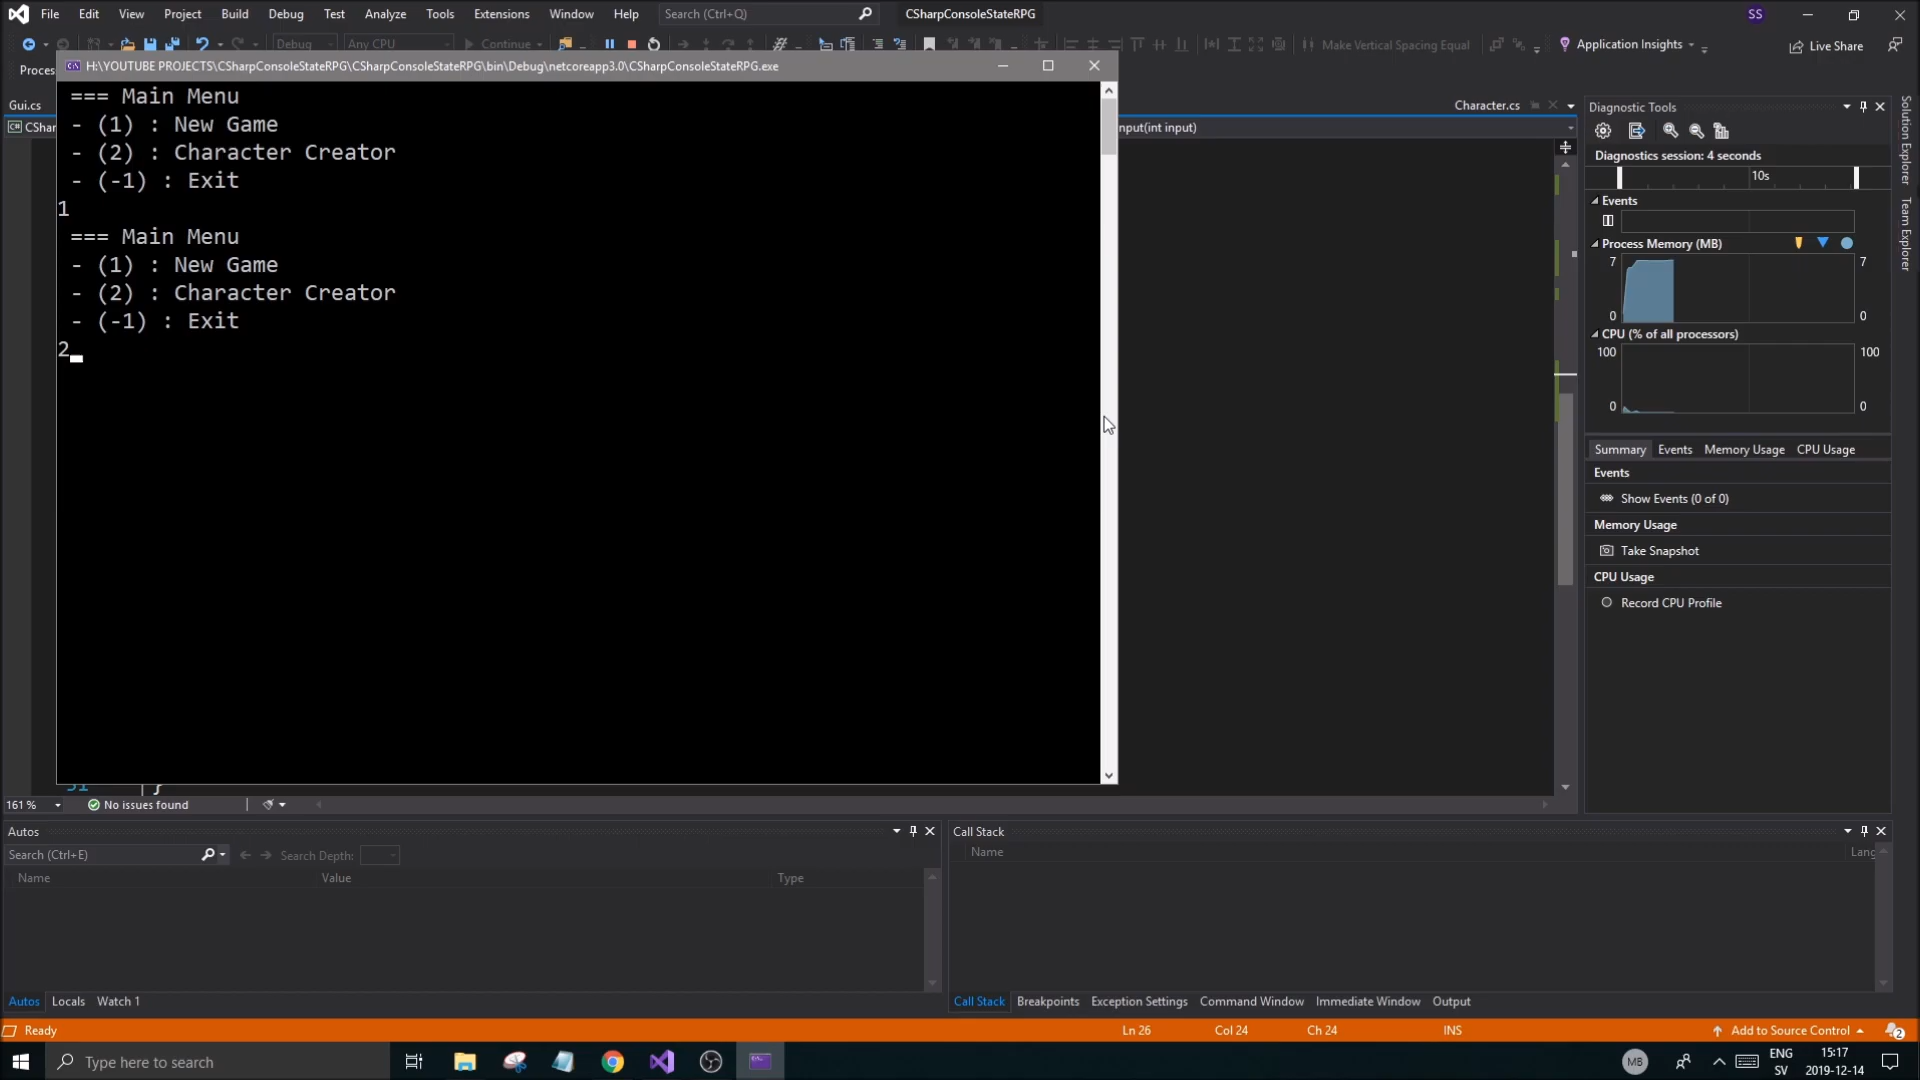 File Edit View Project Build Debug Test Analyze Tools Extensions Window Help Search (Ctrl+Q) CSharpConsoleStateRPG SS
Debug Any CPU Continue Make Vertical Spacing Equal Application Insights Live Share
Proces
H:\YOUTUBE PROJECTS\CSharpConsoleStateRPG\CSharpConsoleStateRPG\bin\Debug\netcoreapp3.0\CSharpConsoleStateRPG.exe
=== Main Menu
- (1) : New Game
- (2) : Character Creator
- (-1) : Exit
1
=== Main Menu
- (1) : New Game
- (2) : Character Creator
- (-1) : Exit
2
Gui.cs
C# CShar
Character.cs
nput(int input)
51 }
161 % No issues found
Diagnostic Tools
Diagnostics session: 4 seconds
10s
Events
Process Memory (MB)
7 7
0 0
CPU (% of all processors)
100 100
0 0
Summary Events Memory Usage CPU Usage
Events
Show Events (0 of 0)
Memory Usage
Take Snapshot
CPU Usage
Record CPU Profile
Solution Explorer
Team Explorer
Autos
Search (Ctrl+E) Search Depth:
Name Value Type
Autos Locals Watch 1
Call Stack
Name Lang
Call Stack Breakpoints Exception Settings Command Window Immediate Window Output
Ready Ln 26 Col 24 Ch 24 INS Add to Source Control 2
Type here to search
MB
ENG
SV
15:17
2019-12-14